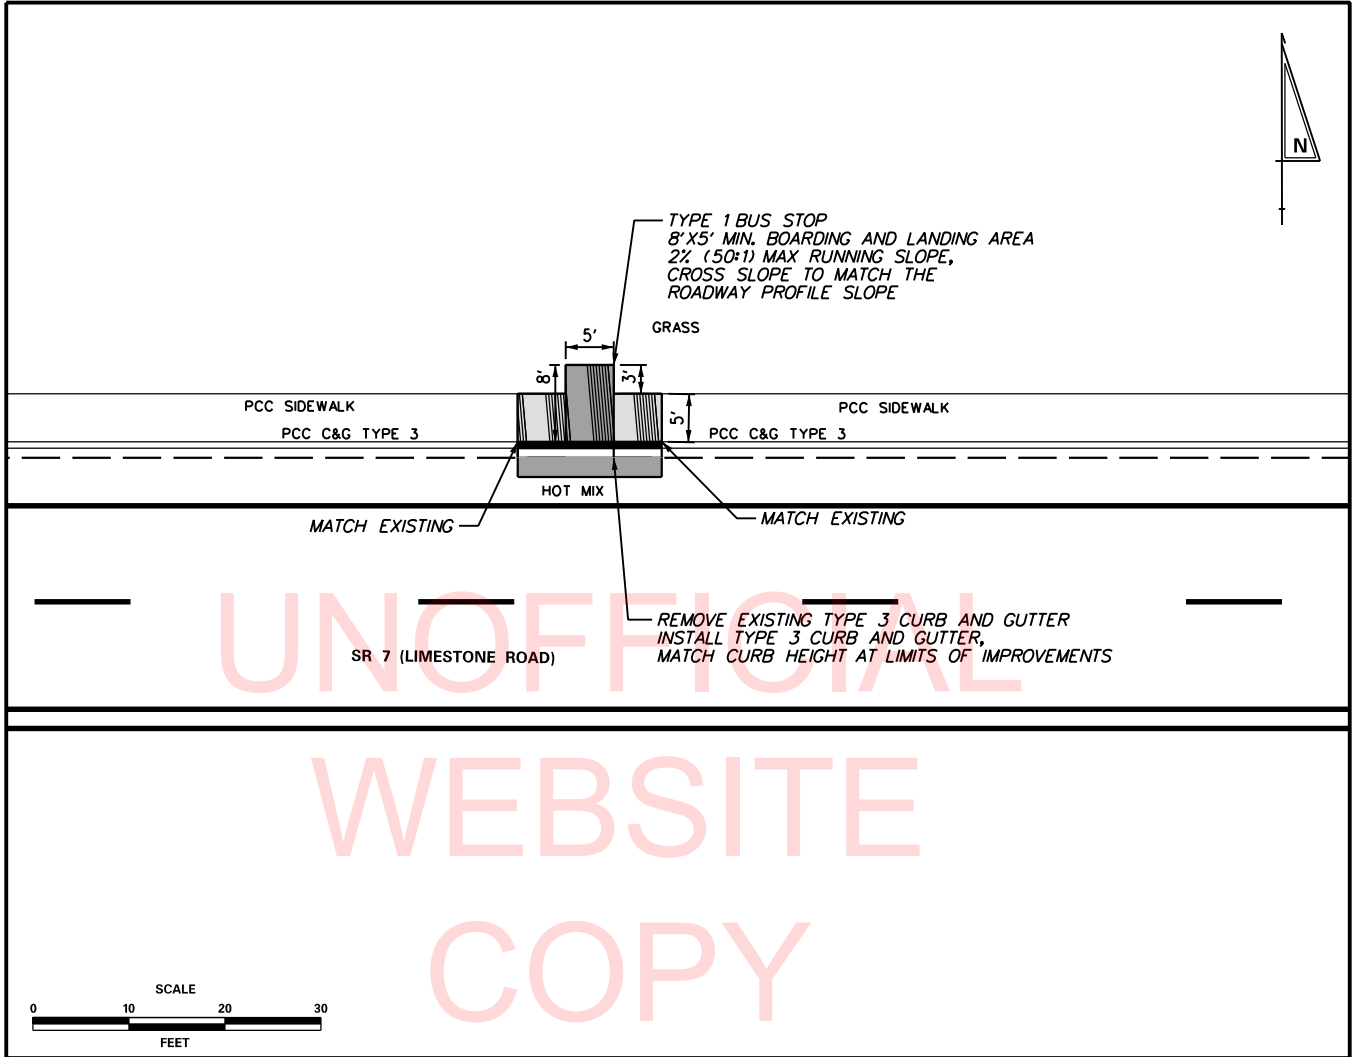 N
TYPE 1 BUS STOP
8'X5' MIN. BOARDING AND LANDING AREA
2% (50:1) MAX RUNNING SLOPE,
CROSS SLOPE TO MATCH THE
ROADWAY PROFILE SLOPE
GRASS
5'
8'
3'
5'
PCC SIDEWALK
PCC SIDEWALK
PCC C&G TYPE 3
PCC C&G TYPE 3
HOT MIX
MATCH EXISTING
MATCH EXISTING
REMOVE EXISTING TYPE 3 CURB AND GUTTER
INSTALL TYPE 3 CURB AND GUTTER,
MATCH CURB HEIGHT AT LIMITS OF IMPROVEMENTS
SR 7 (LIMESTONE ROAD)
UNOFFICIAL
WEBSITE
COPY
SCALE
0 10 20 30
FEET